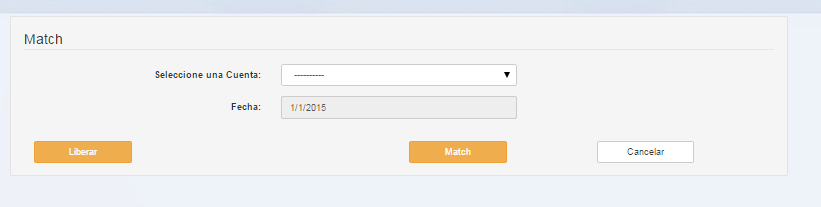 Match
Seleccione una Cuenta: ----------
Fecha: 1/1/2015
Liberar Match Cancelar